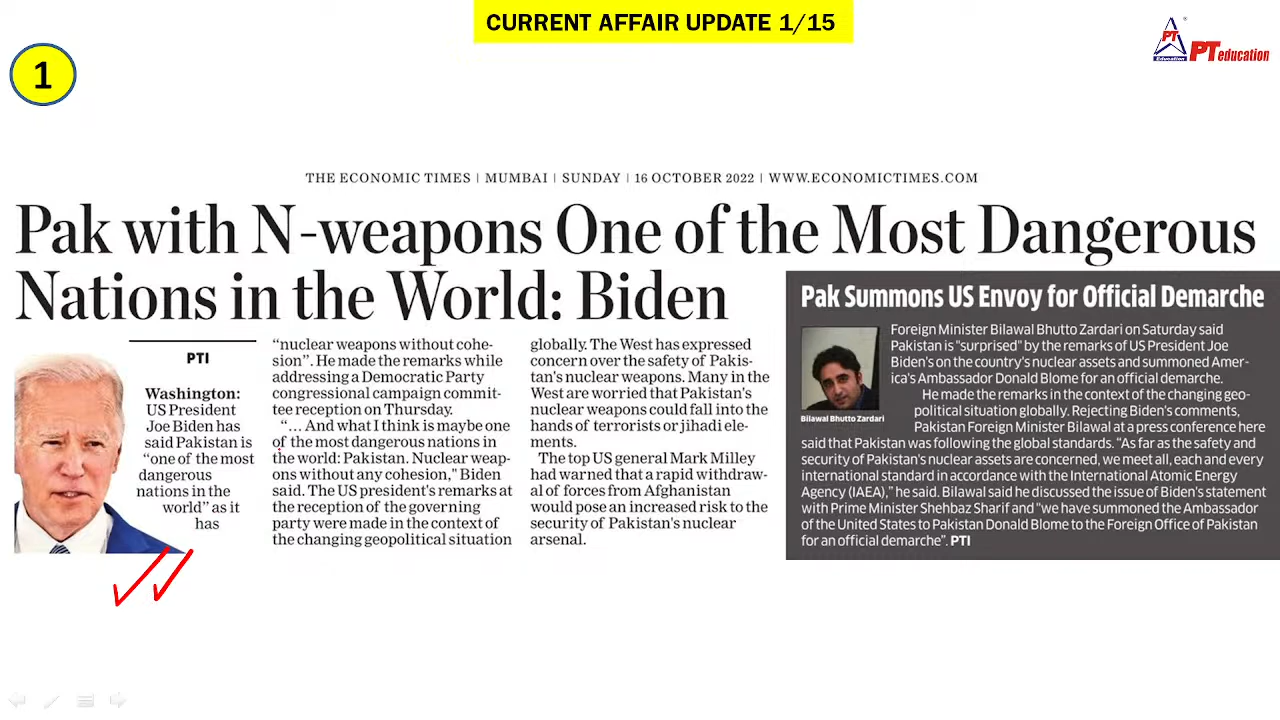 CURRENT AFFAIR UPDATE 1/15
PT
Education
PT education
1
THE ECONOMIC TIMES | MUMBAI | SUNDAY | 16 OCTOBER 2022 | WWW.ECONOMICTIMES.COM
Pak with N-weapons One of the Most Dangerous
Nations in the World: Biden
PTI
Washington:
US President
Joe Biden has
said Pakistan is
“one of the most
dangerous
nations in the
world” as it
has
“nuclear weapons without cohe-
sion”. He made the remarks while
addressing a Democratic Party
congressional campaign commit-
tee reception on Thursday.
“... And what I think is maybe one
of the most dangerous nations in
the world: Pakistan. Nuclear weap-
ons without any cohesion," Biden
said. The US president's remarks at
the reception of the governing
party were made in the context of
the changing geopolitical situation
globally. The West has expressed
concern over the safety of Pakis-
tan's nuclear weapons. Many in the
West are worried that Pakistan's
nuclear weapons could fall into the
hands of terrorists or jihadi ele-
ments.
The top US general Mark Milley
had warned that a rapid withdraw-
al of forces from Afghanistan
would pose an increased risk to the
security of Pakistan's nuclear
arsenal.
Pak Summons US Envoy for Official Demarche
Bilawal Bhutto Zardari
Foreign Minister Bilawal Bhutto Zardari on Saturday said
Pakistan is "surprised" by the remarks of US President Joe
Biden's on the country's nuclear assets and summoned Amer-
ica's Ambassador Donald Blome for an official demarche.
He made the remarks in the context of the changing geo-
political situation globally. Rejecting Biden's comments,
Pakistan Foreign Minister Bilawal at a press conference here
said that Pakistan was following the global standards. "As far as the safety and
security of Pakistan's nuclear assets are concerned, we meet all, each and every
international standard in accordance with the International Atomic Energy
Agency (IAEA)," he said. Bilawal said he discussed the issue of Biden's statement
with Prime Minister Shehbaz Sharif and "we have summoned the Ambassador
of the United States to Pakistan Donald Blome to the Foreign Office of Pakistan
for an official demarche". PTI